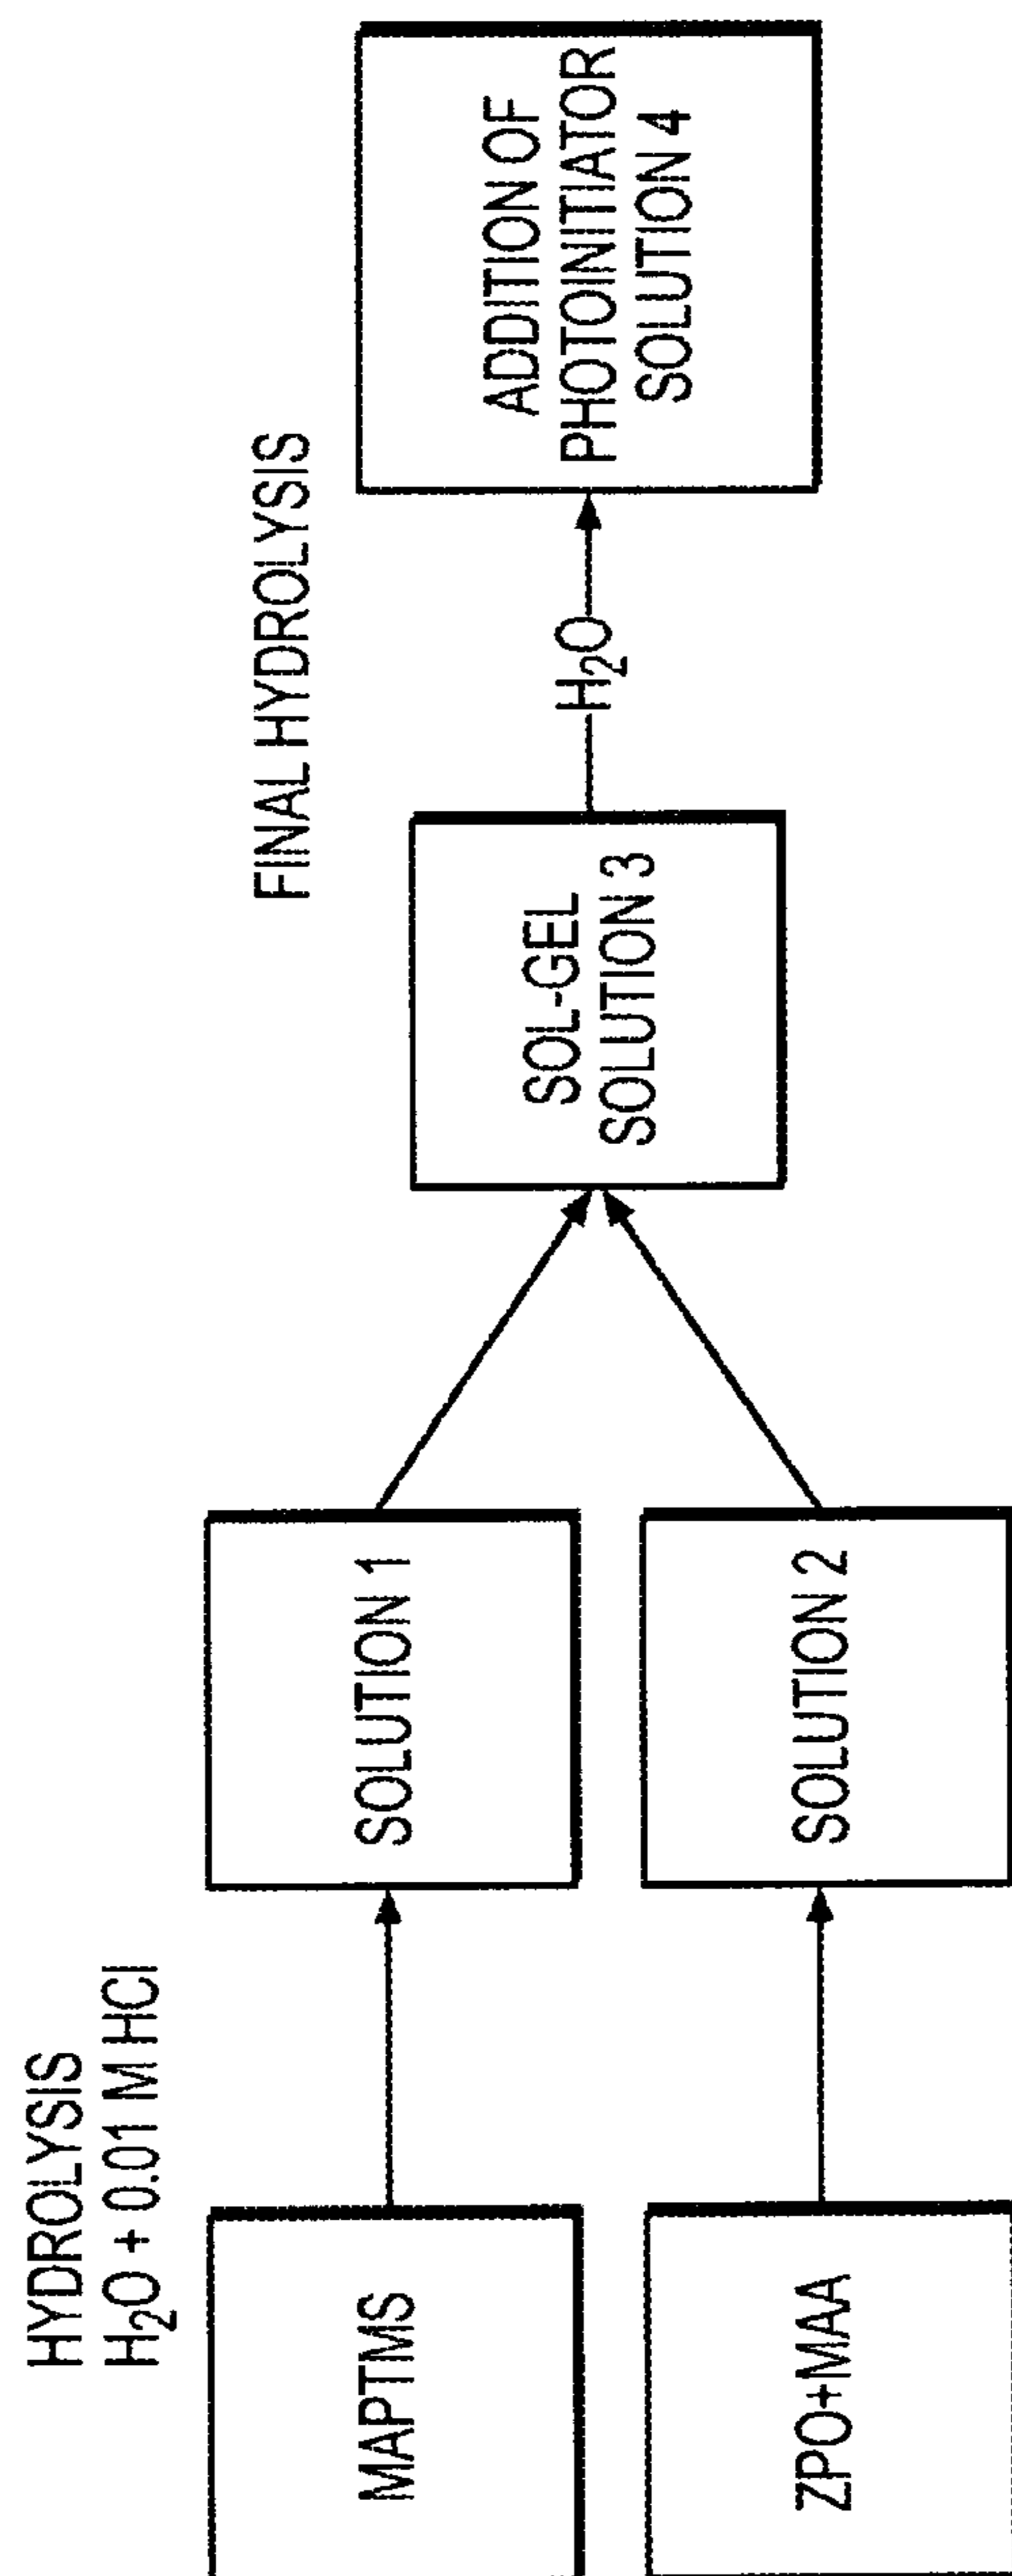 HYDROLYSIS
H₂O + 0.01 M HCl
MAPTMS
ZPO+MAA
SOLUTION 1
SOLUTION 2
SOL-GEL
SOLUTION 3
FINAL HYDROLYSIS
H₂O
ADDITION OF
PHOTOINITIATOR
SOLUTION 4